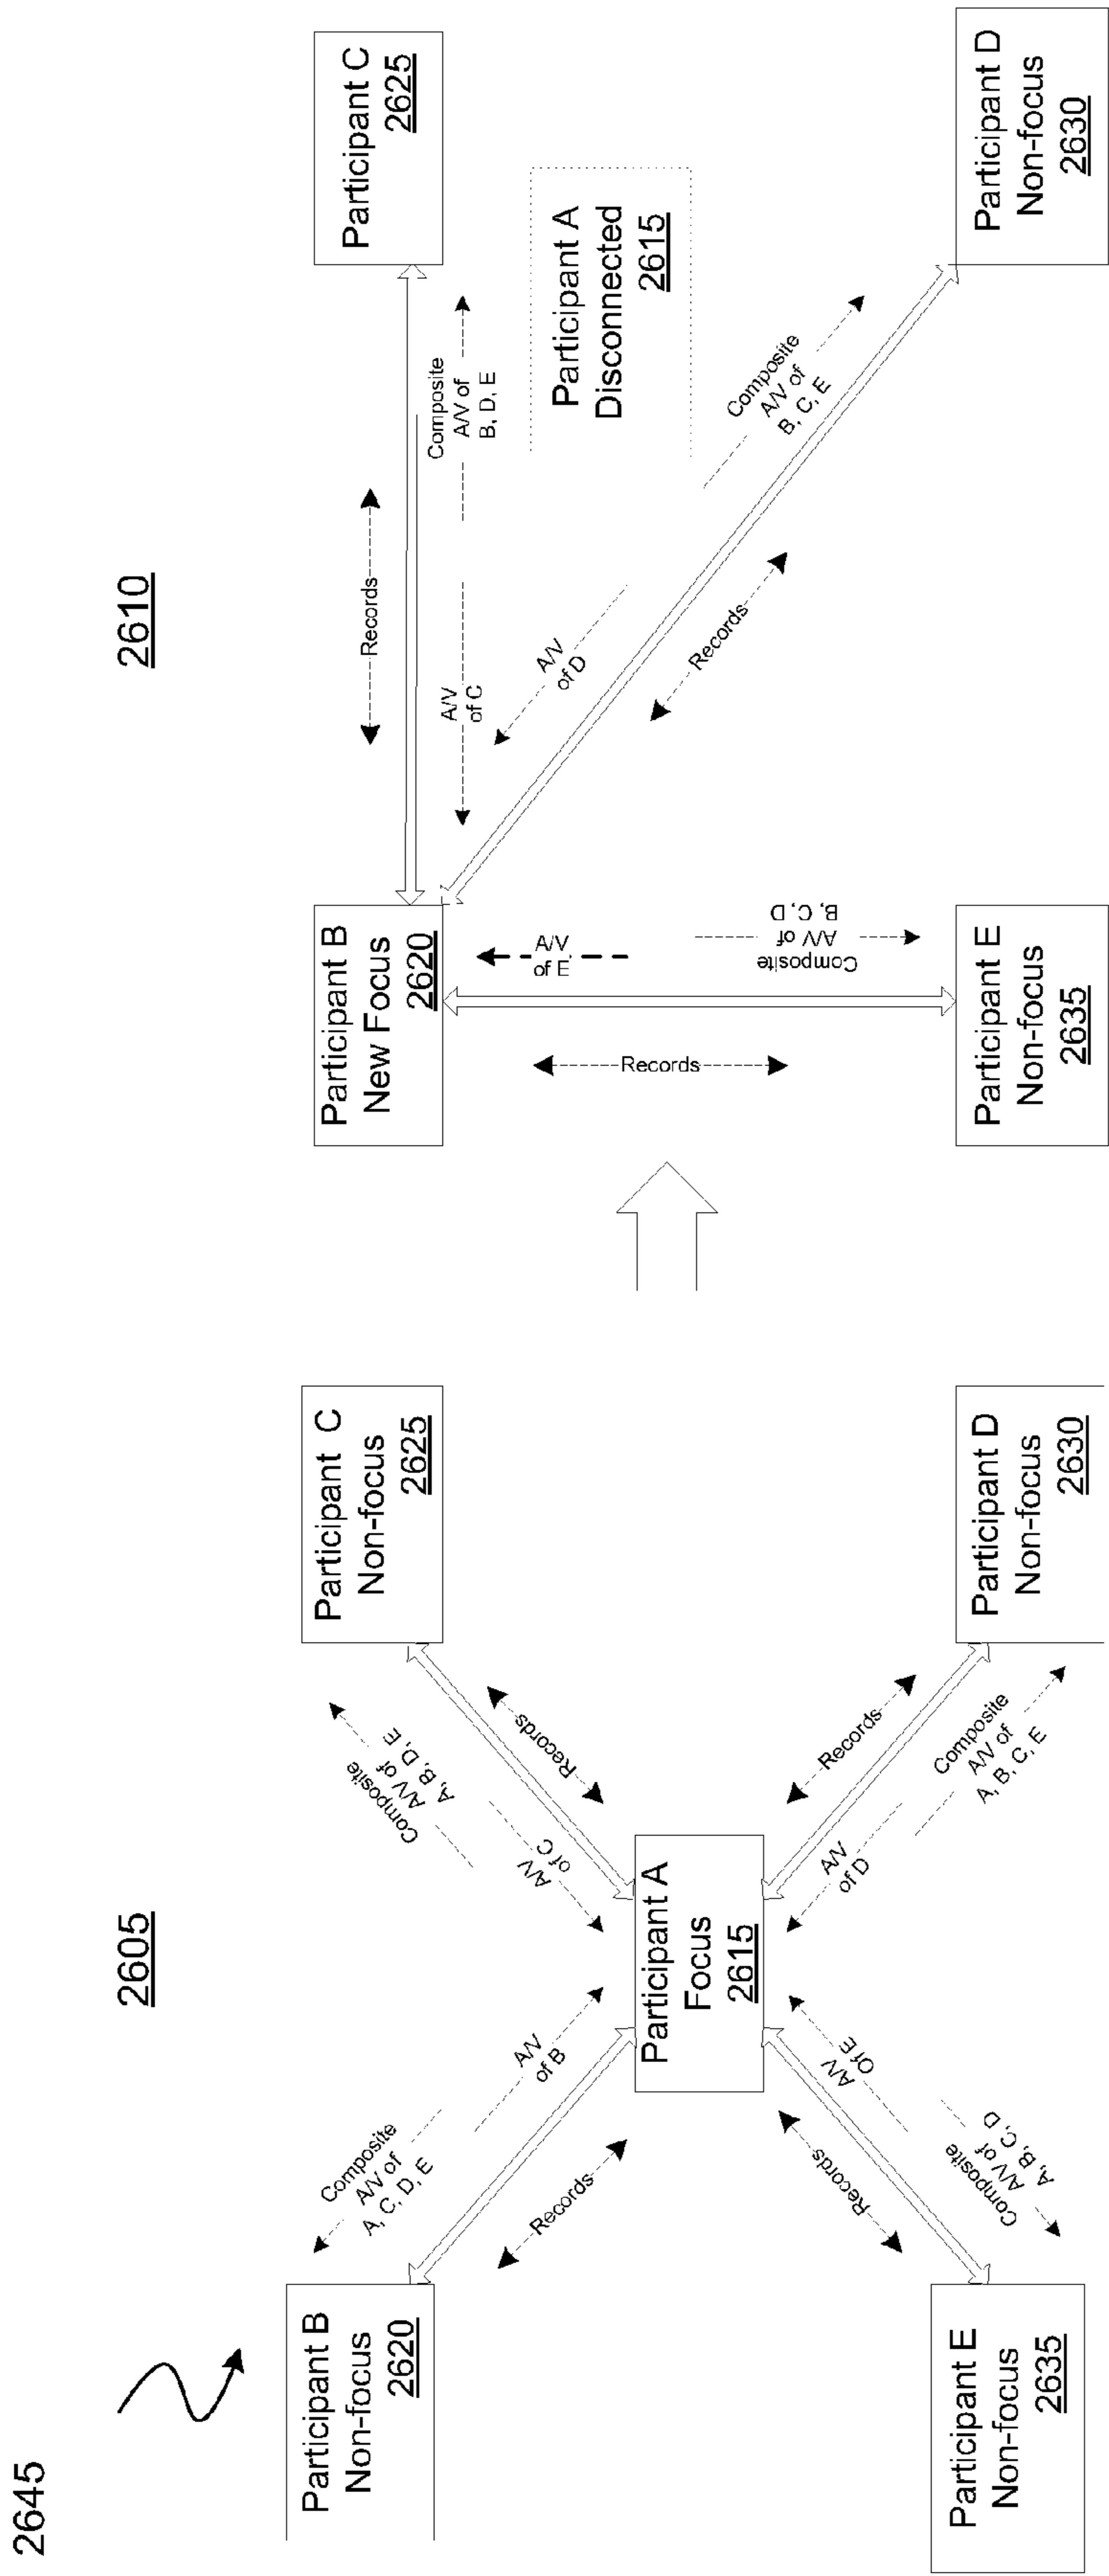 2645
2605
Participant B
Non-focus
2620
Composite
A/V of
A, C, D, E
A/V
of B
Records
Participant C
Non-focus
2625
Composite
A/V of
A, B, D, E
A/V
of C
Records
Participant A
Focus
2615
Participant E
Non-focus
2635
Records
A/V
Of E
Composite
A/V of
A, B, C, D
Participant D
Non-focus
2630
Records
A/V
of D
Composite
A/V of
A, B, C, E
2610
Participant B
New Focus
2620
Records
A/V
of C
Composite
A/V of
B, D, E
Participant C
2625
Participant A
Disconnected
2615
A/V
of D
Composite
A/V of
B, C, E
Records
Records
A/V
of E
Composite
A/V of
B, C, D
Participant E
Non-focus
2635
Participant D
Non-focus
2630